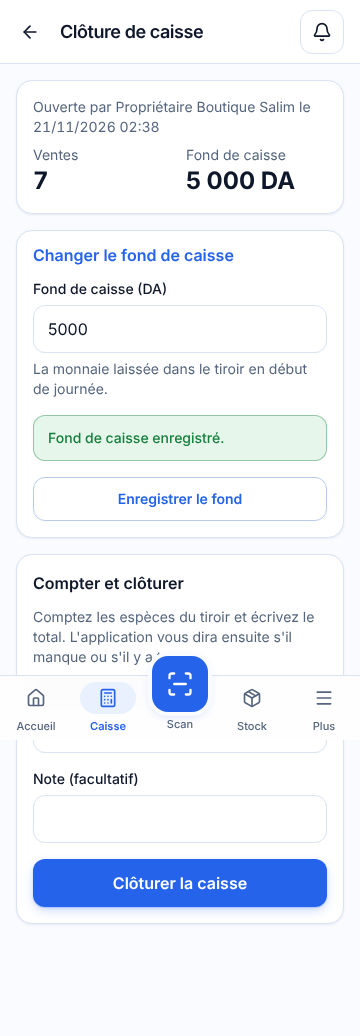 Clôture de caisse
Ouverte par Propriétaire Boutique Salim le
21/11/2026 02:38
Ventes
Fond de caisse
7
5 000 DA
Changer le fond de caisse
Fond de caisse (DA)
5000
La monnaie laissée dans le tiroir en début
de journée.
Fond de caisse enregistré.
Enregistrer le fond
Compter et clôturer
Comptez les espèces du tiroir et écrivez le
total. L'application vous dira ensuite s'il
manque ou s'il y a
Accueil
Caisse
Scan
Stock
Plus
Note (facultatif)
Clôturer la caisse